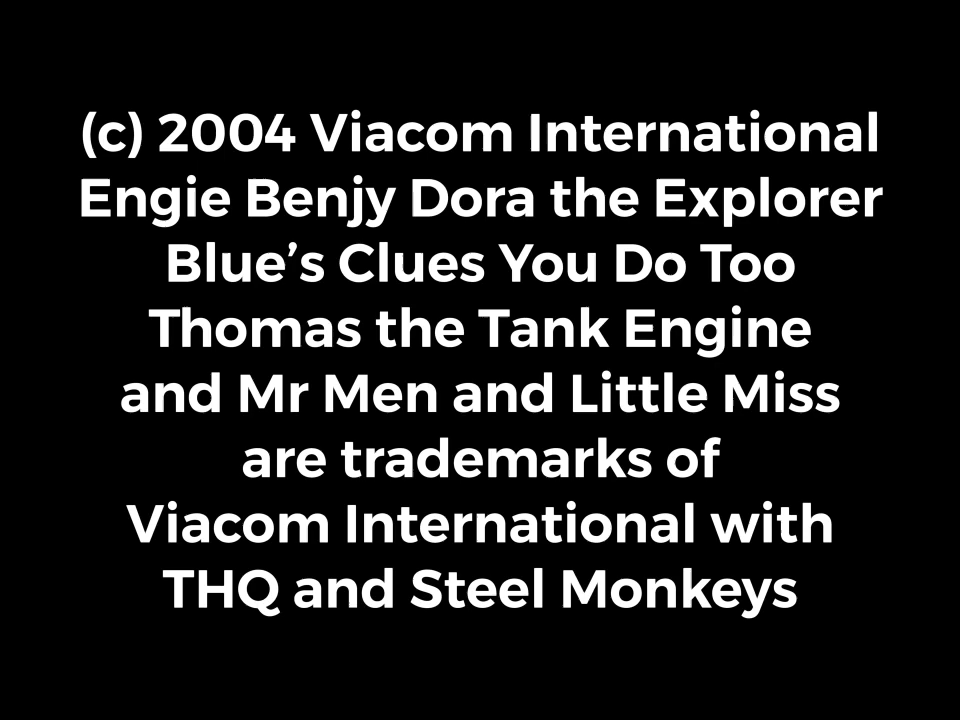 (c) 2004 Viacom International
Engie Benjy Dora the Explorer
Blue’s Clues You Do Too
Thomas the Tank Engine
and Mr Men and Little Miss
are trademarks of
Viacom International with
THQ and Steel Monkeys